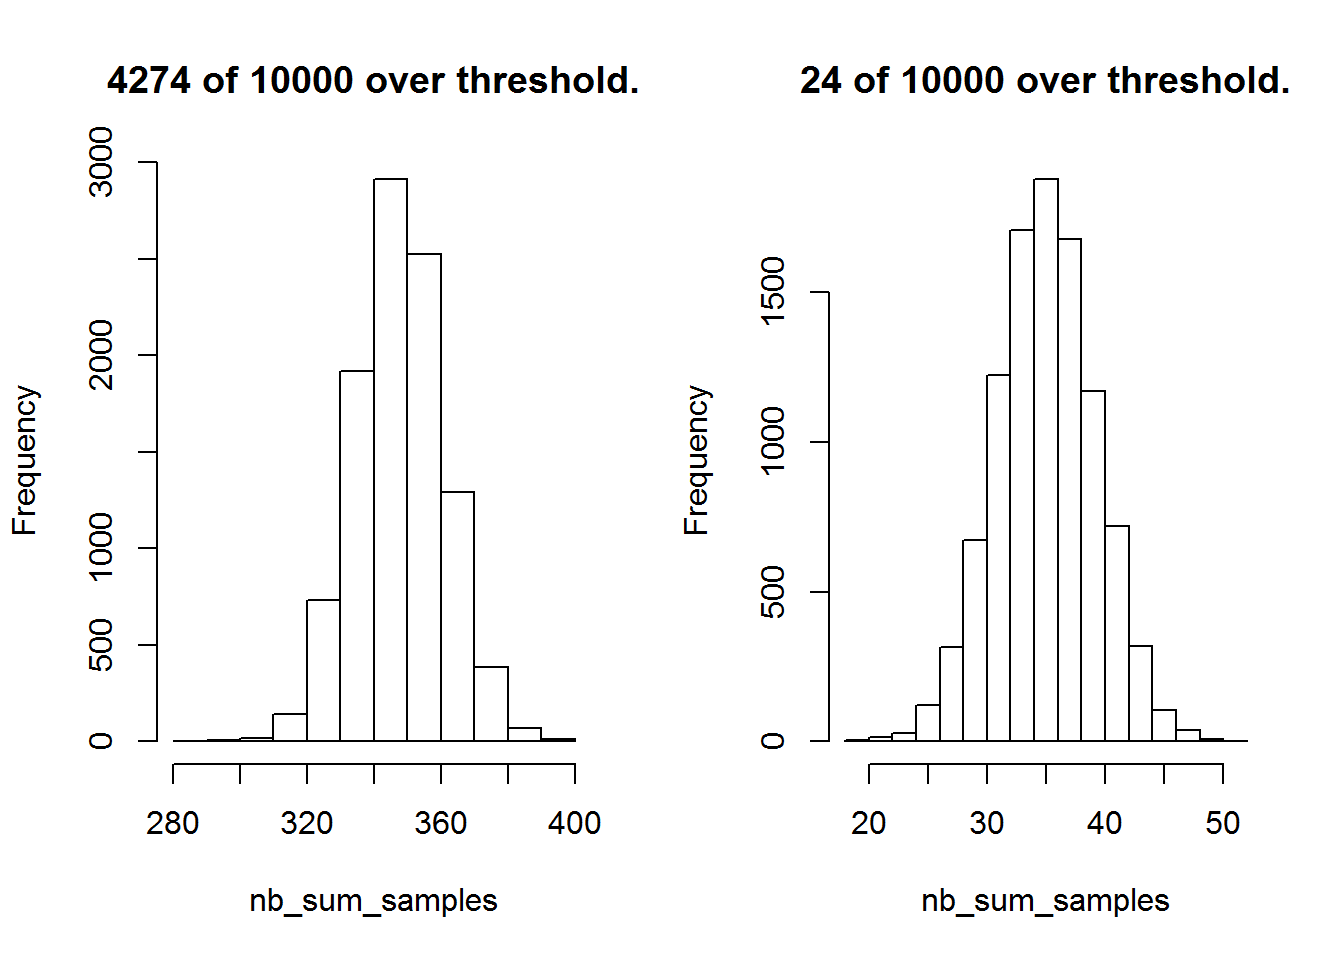 4274 of 10000 over threshold.
Frequency
3000
2000
1000
500
0
280 320 360 400
nb_sum_samples
24 of 10000 over threshold.
Frequency
1500
1000
500
0
20 30 40 50
nb_sum_samples